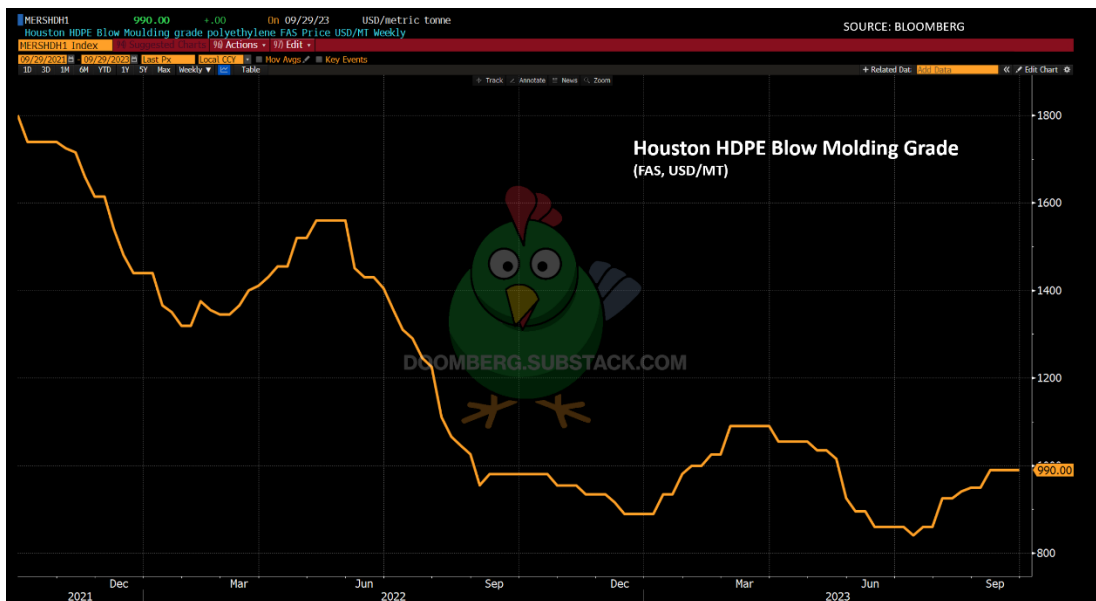 MERSHDH1 990.00 +.00 On 09/29/23 USD/metric tonne
SOURCE: BLOOMBERG
Houston HDPE Blow Moulding grade polyethylene FAS Price USD/MT Weekly
MERSHDH1 Index Suggested Charts 96) Actions 97) Edit
09/29/2021 - 09/29/2023 Last Px Local CCY Mov Avgs Key Events
1D 3D 1M 6M YTD 1Y 5Y Max Weekly Table + Related Dat: Add Data « Edit Chart
Track Annotate News Zoom
1800
Houston HDPE Blow Molding Grade
(FAS, USD/MT)
1600
1400
DOOMBERG.SUBSTACK.COM
1200
990.00
800
Dec Mar Jun Sep Dec Mar Jun Sep
2021 2022 2023